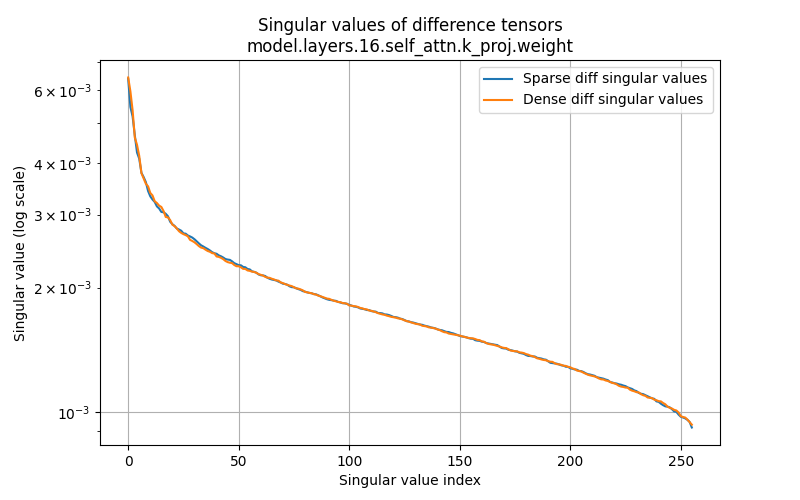 Singular values of difference tensors
model.layers.16.self_attn.k_proj.weight
Sparse diff singular values
Dense diff singular values
Singular value (log scale)
6 × 10⁻³
4 × 10⁻³
3 × 10⁻³
2 × 10⁻³
10⁻³
0 50 100 150 200 250
Singular value index